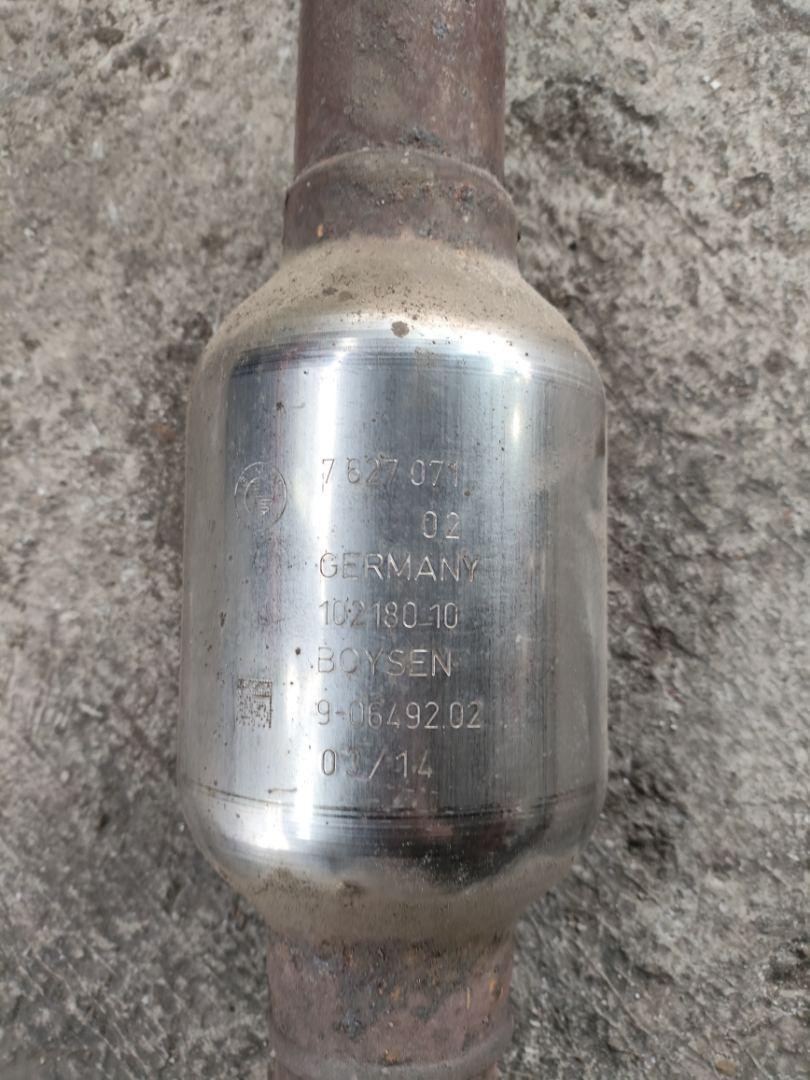 7 627 071
02
GERMANY
102180-10
BOYSEN
9-06492.02
03/14